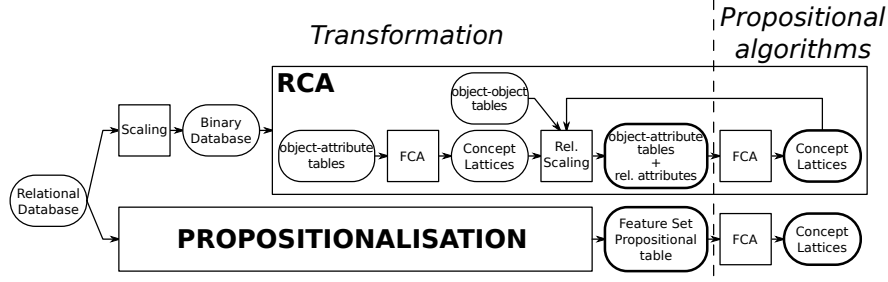 Transformation
Propositional
algorithms
RCA
object-object
tables
Scaling
Binary
Database
object-attribute
tables
FCA
Concept
Lattices
Rel.
Scaling
object-attribute
tables
+
rel. attributes
FCA
Concept
Lattices
Relational
Database
PROPOSITIONALISATION
Feature Set
Propositional
table
FCA
Concept
Lattices